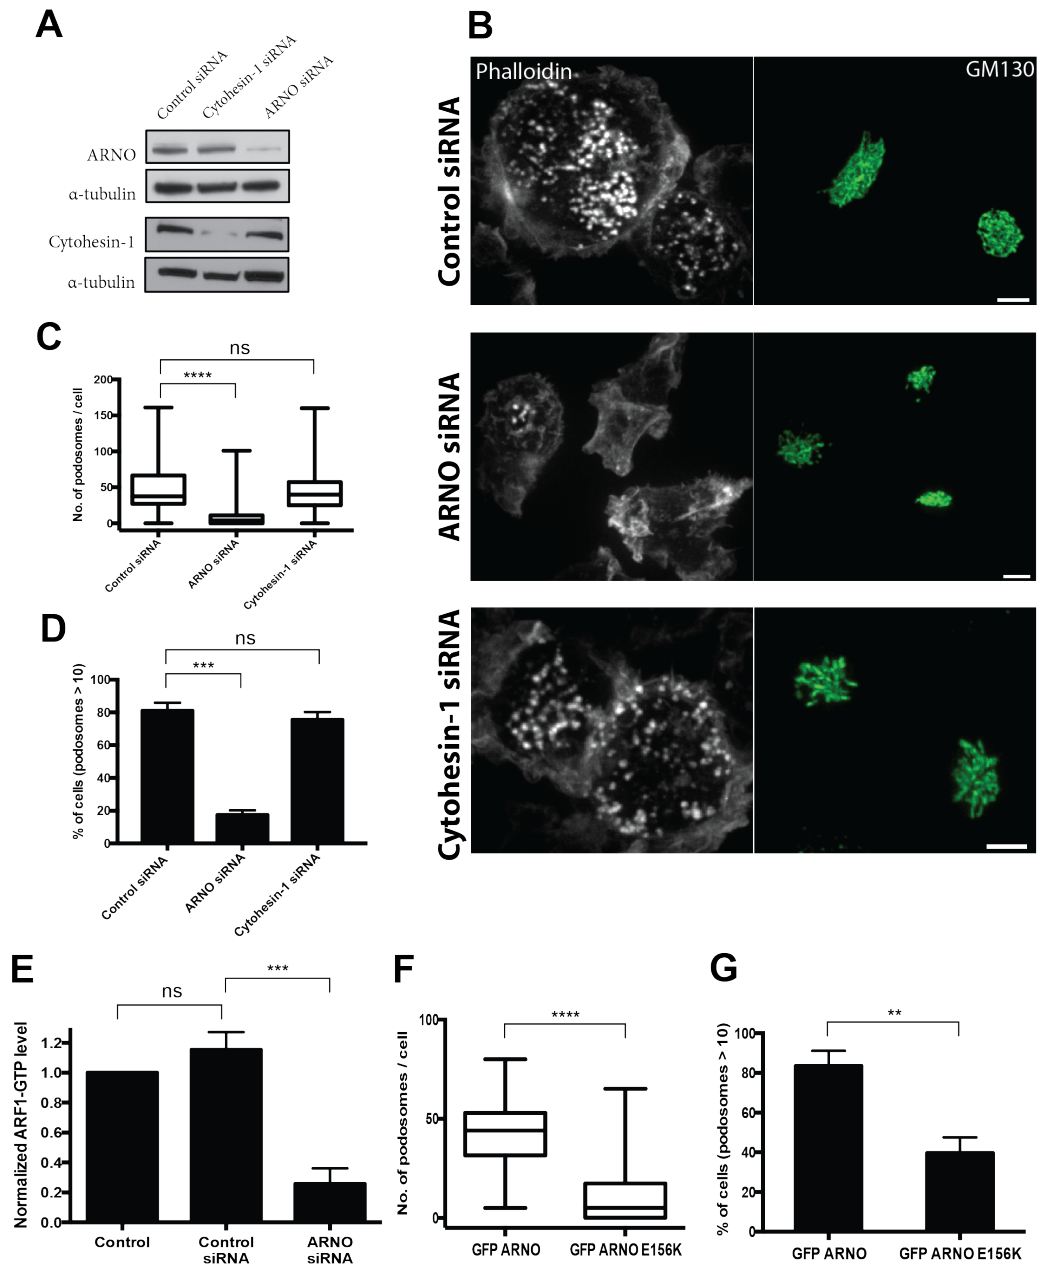 A
Control siRNA
Cytohesin-1 siRNA
ARNO siRNA
ARNO
α-tubulin
Cytohesin-1
α-tubulin
B
Phalloidin
GM130
Control siRNA
ARNO siRNA
Cytohesin-1 siRNA
C
ns
****
No. of podosomes / cell
200
150
100
50
0
Control siRNA
ARNO siRNA
Cytohesin-1 siRNA
D
ns
***
% of cells (podosomes > 10)
100
80
60
40
20
0
Control siRNA
ARNO siRNA
Cytohesin-1 siRNA
E
***
ns
Normalized ARF1-GTP level
1.2
1.0
0.8
0.6
0.4
0.2
0.0
Control
Control siRNA
ARNO siRNA
F
****
No. of podosomes / cell
100
50
0
GFP ARNO
GFP ARNO E156K
G
**
% of cells (podosomes > 10)
100
80
60
40
20
0
GFP ARNO
GFP ARNO E156K